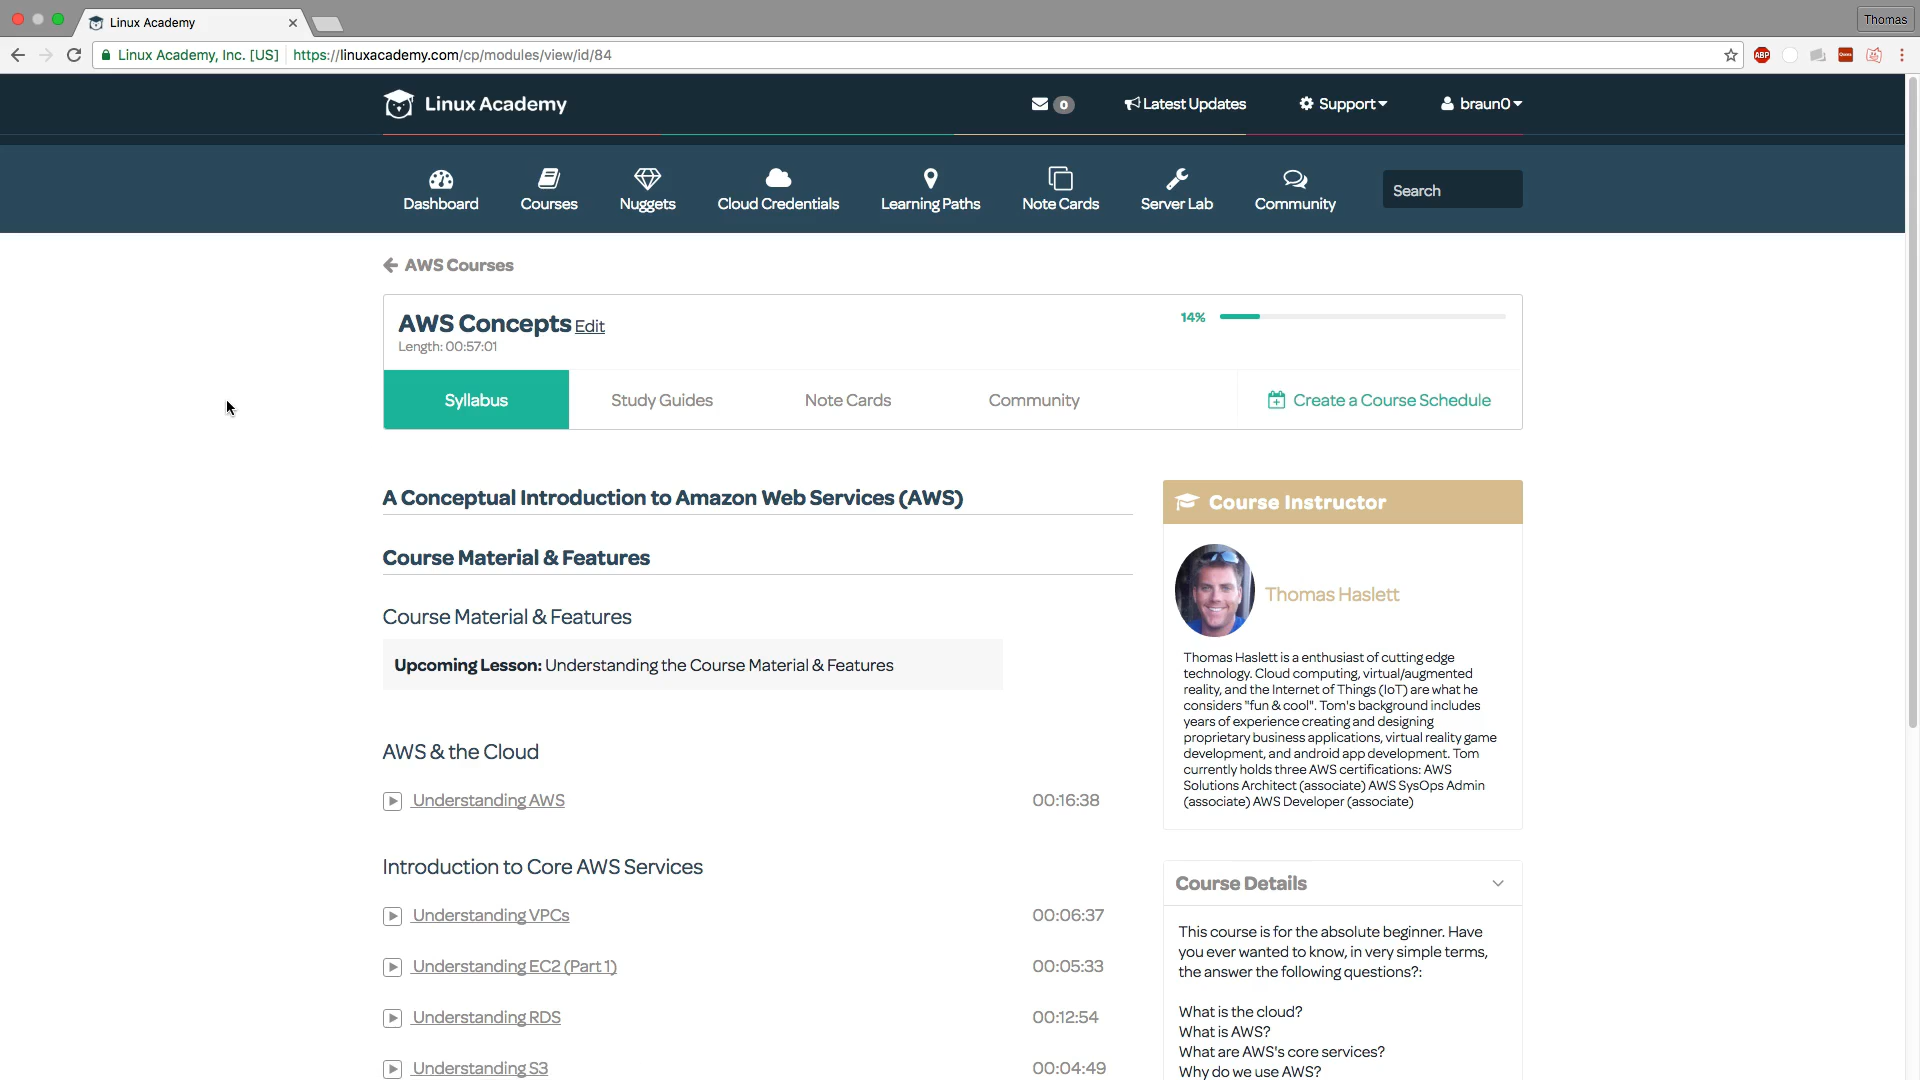 Linux Academy
Thomas
Linux Academy, Inc. [US]
https://linuxacademy.com/cp/modules/view/id/84
ABP
Linux Academy
0
Latest Updates
Support
braun0
Dashboard
Courses
Nuggets
Cloud Credentials
Learning Paths
Note Cards
Server Lab
Community
Search
AWS Courses
AWS Concepts Edit
Length: 00:57:01
14%
Syllabus
Study Guides
Note Cards
Community
Create a Course Schedule
A Conceptual Introduction to Amazon Web Services (AWS)
Course Material & Features
Course Material & Features
Upcoming Lesson: Understanding the Course Material & Features
AWS & the Cloud
Understanding AWS 00:16:38
Introduction to Core AWS Services
Understanding VPCs 00:06:37
Understanding EC2 (Part 1) 00:05:33
Understanding RDS 00:12:54
Understanding S3 00:04:49
Course Instructor
Thomas Haslett
Thomas Haslett is a enthusiast of cutting edge
technology. Cloud computing, virtual/augmented
reality, and the Internet of Things (IoT) are what he
considers "fun & cool". Tom's background includes
years of experience creating and designing
proprietary business applications, virtual reality game
development, and android app development. Tom
currently holds three AWS certifications: AWS
Solutions Architect (associate) AWS SysOps Admin
(associate) AWS Developer (associate)
Course Details
This course is for the absolute beginner. Have
you ever wanted to know, in very simple terms,
the answer the following questions?:
What is the cloud?
What is AWS?
What are AWS's core services?
Why do we use AWS?